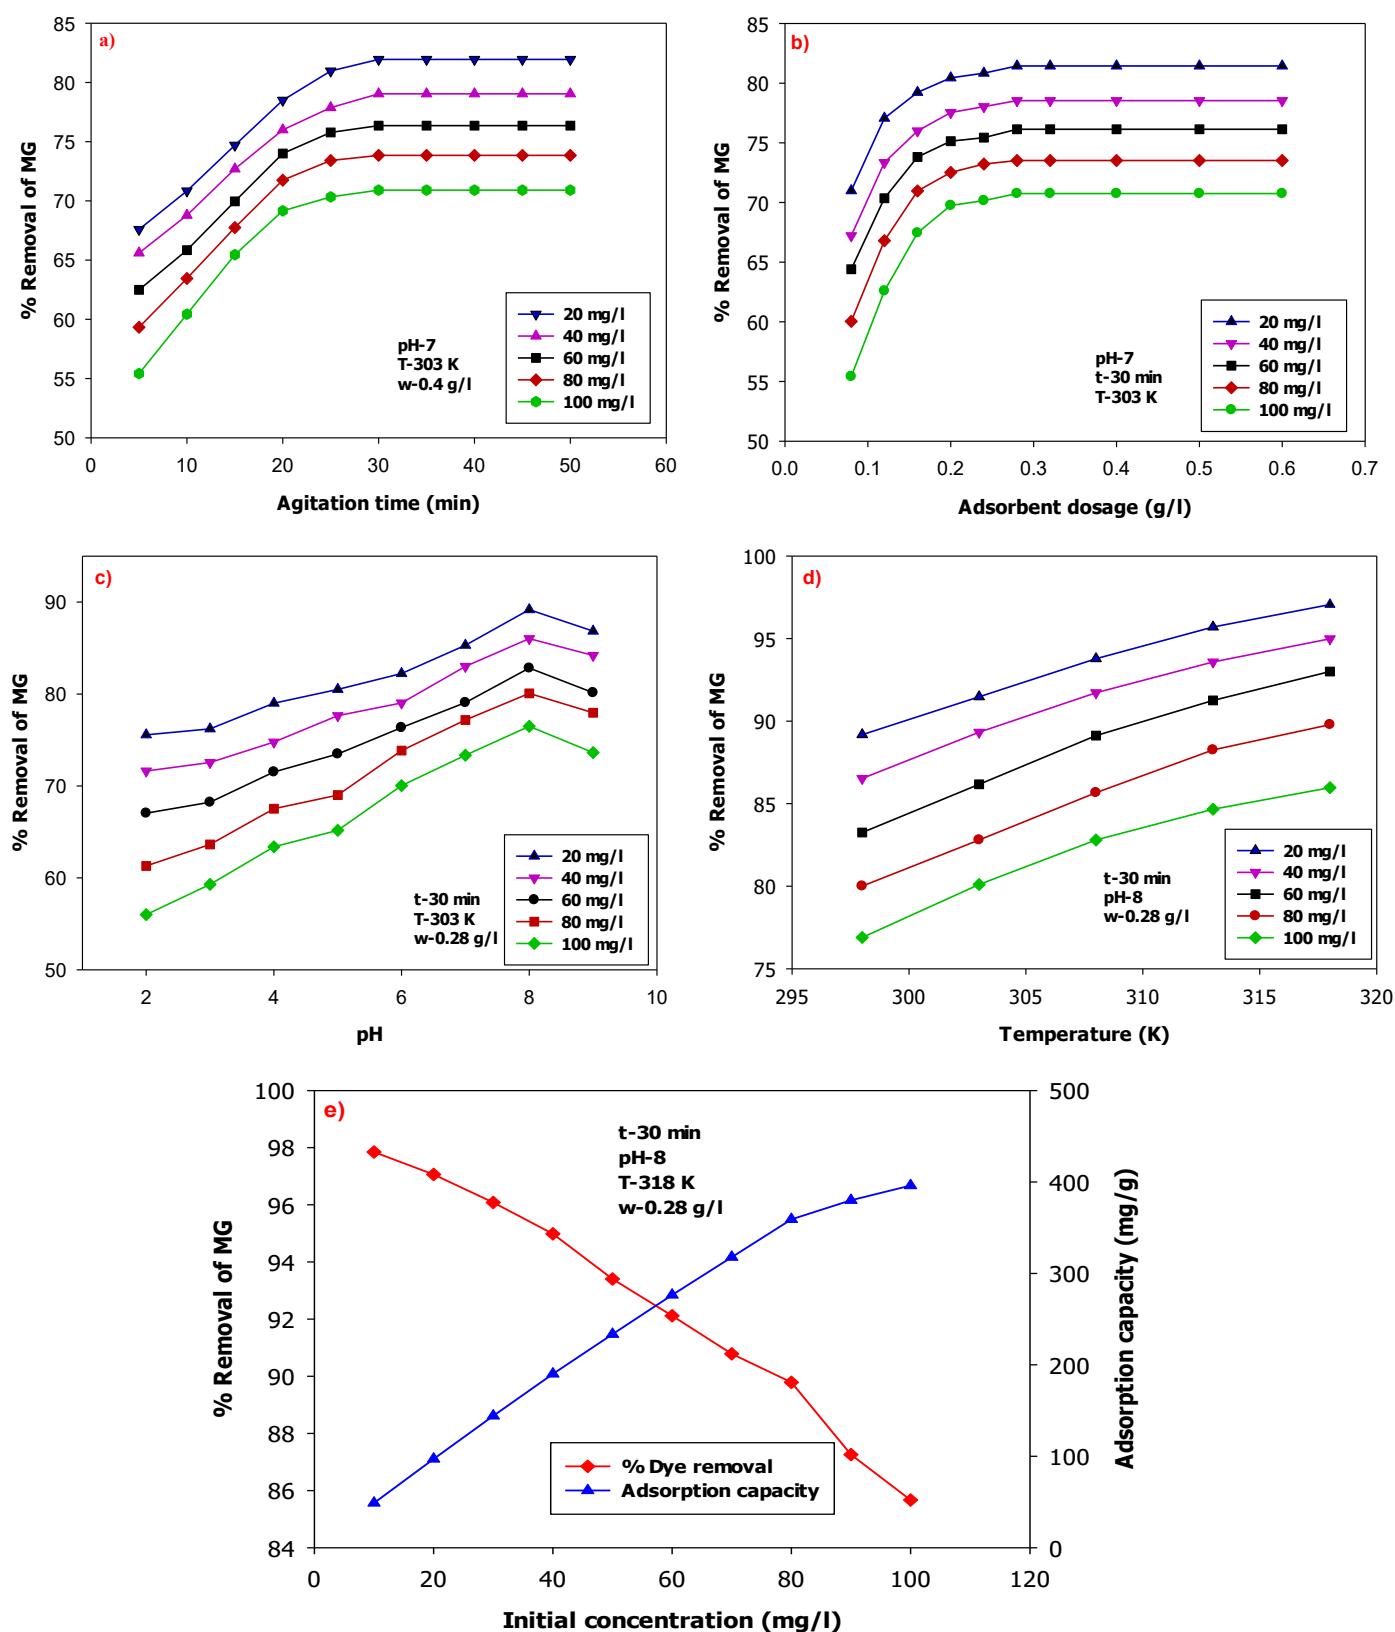 a)
85
80
75
70
65
60
55
50
% Removal of MG
pH-7
T-303 K
w-0.4 g/l
20 mg/l
40 mg/l
60 mg/l
80 mg/l
100 mg/l
0 10 20 30 40 50 60
Agitation time (min)
b)
85
80
75
70
65
60
55
50
% Removal of MG
pH-7
t-30 min
T-303 K
20 mg/l
40 mg/l
60 mg/l
80 mg/l
100 mg/l
0.0 0.1 0.2 0.3 0.4 0.5 0.6 0.7
Adsorbent dosage (g/l)
c)
90
80
70
60
50
% Removal of MG
t-30 min
T-303 K
w-0.28 g/l
20 mg/l
40 mg/l
60 mg/l
80 mg/l
100 mg/l
2 4 6 8 10
pH
d)
100
95
90
85
80
75
% Removal of MG
t-30 min
pH-8
w-0.28 g/l
20 mg/l
40 mg/l
60 mg/l
80 mg/l
100 mg/l
295 300 305 310 315 320
Temperature (K)
e)
100
98
96
94
92
90
88
86
84
% Removal of MG
t-30 min
pH-8
T-318 K
w-0.28 g/l
% Dye removal
Adsorption capacity
500
400
300
200
100
0
Adsorption capacity (mg/g)
0 20 40 60 80 100 120
Initial concentration (mg/l)